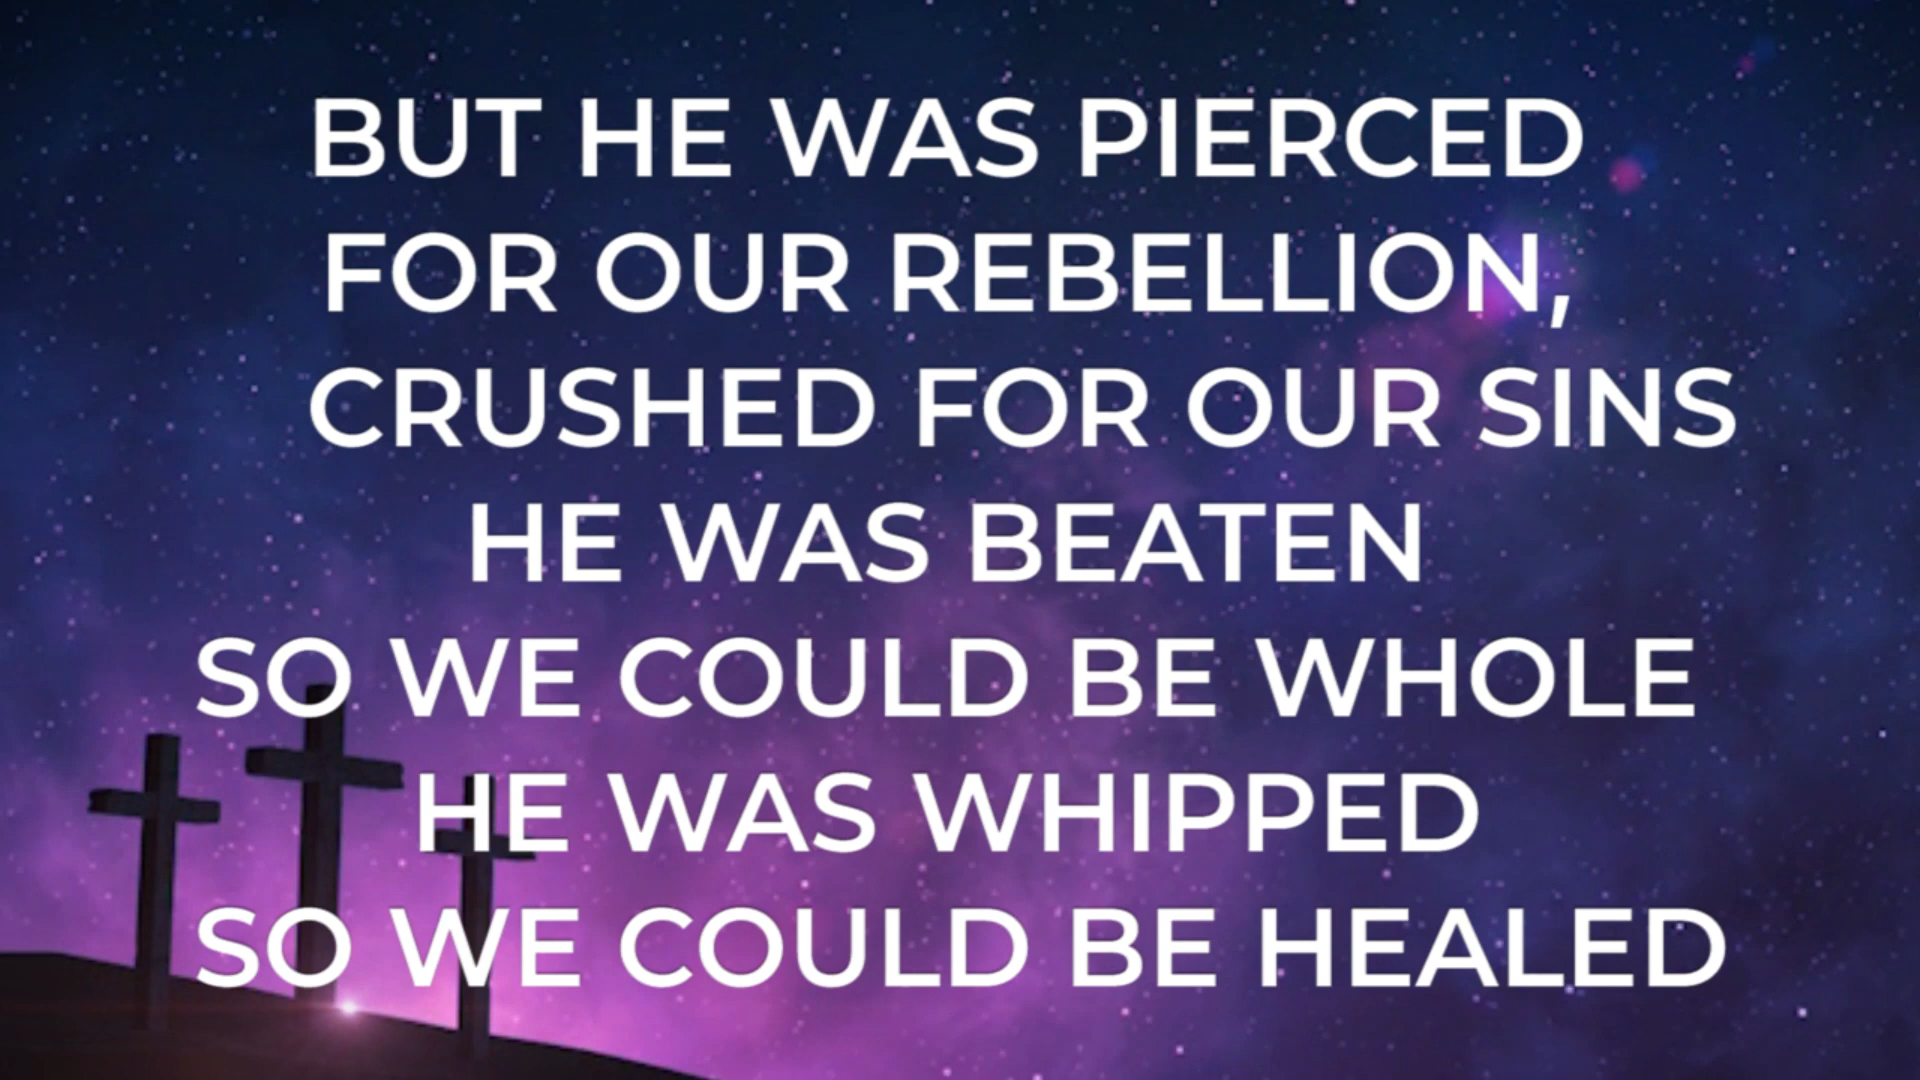 BUT HE WAS PIERCED
FOR OUR REBELLION,
CRUSHED FOR OUR SINS
HE WAS BEATEN
SO WE COULD BE WHOLE
HE WAS WHIPPED
SO WE COULD BE HEALED